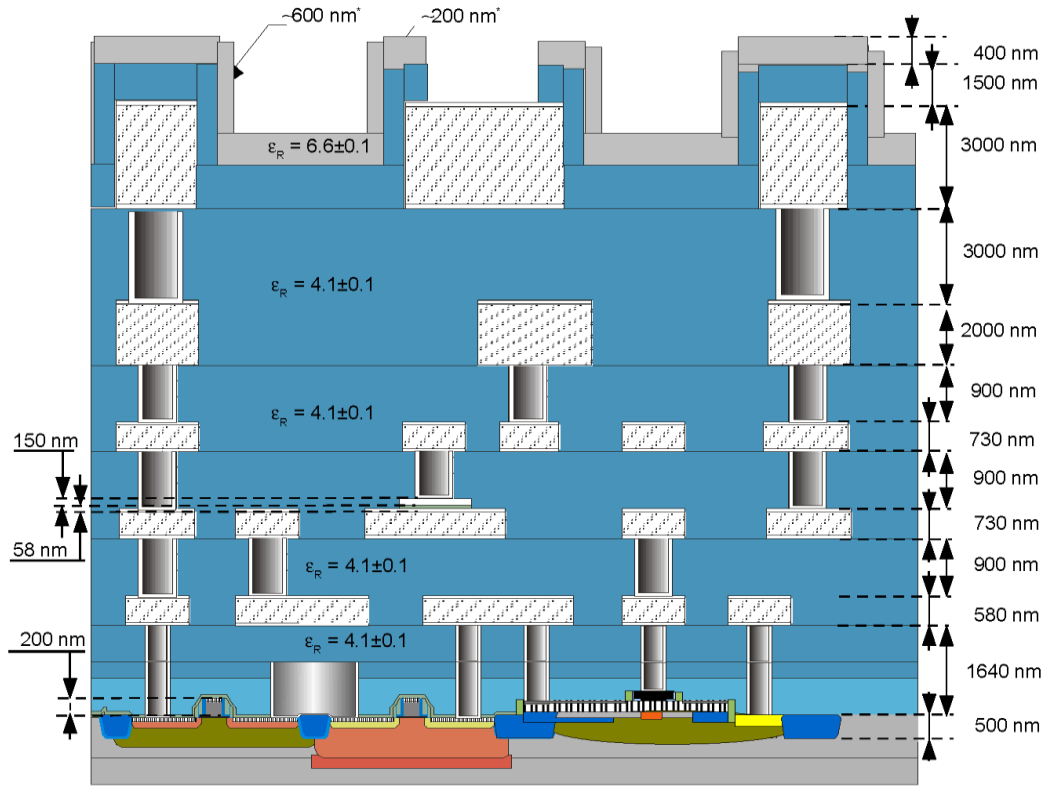 ~600 nm*
~200 nm*
400 nm
1500 nm
3000 nm
εR = 6.6±0.1
3000 nm
εR = 4.1±0.1
2000 nm
900 nm
εR = 4.1±0.1
730 nm
150 nm
900 nm
730 nm
58 nm
900 nm
εR = 4.1±0.1
580 nm
200 nm
εR = 4.1±0.1
1640 nm
500 nm